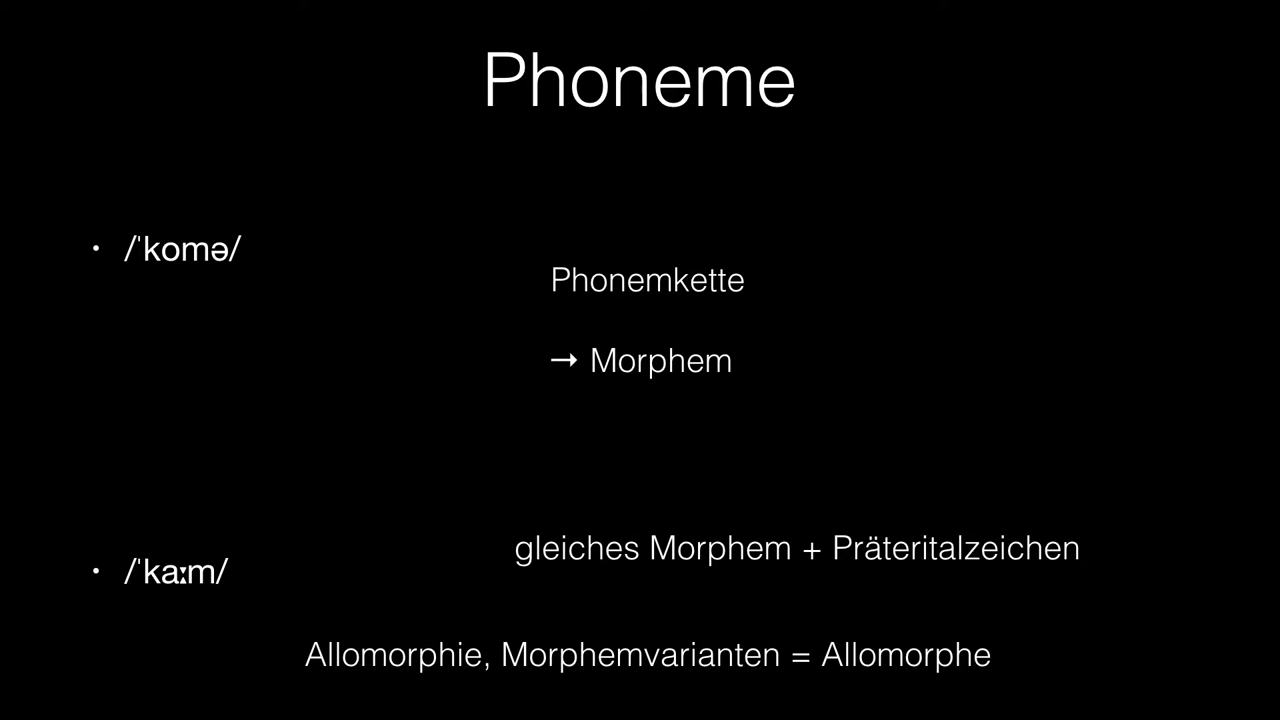 Phoneme
• /ˈkomə/
Phonemkette
→ Morphem
gleiches Morphem + Präteritalzeichen
• /ˈkaːm/
Allomorphie, Morphemvarianten = Allomorphe